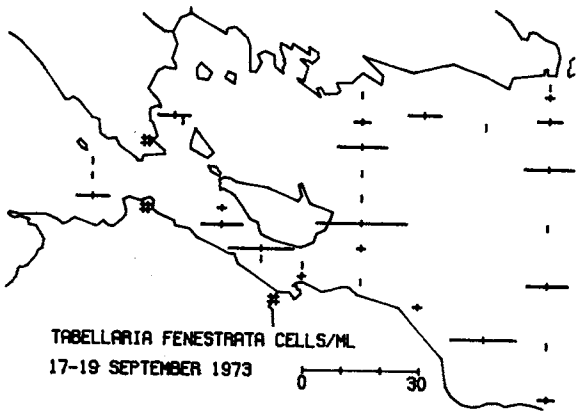 TABELLARIA FENESTRATA CELLS/ML
17-19 SEPTEMBER 1973
0 30